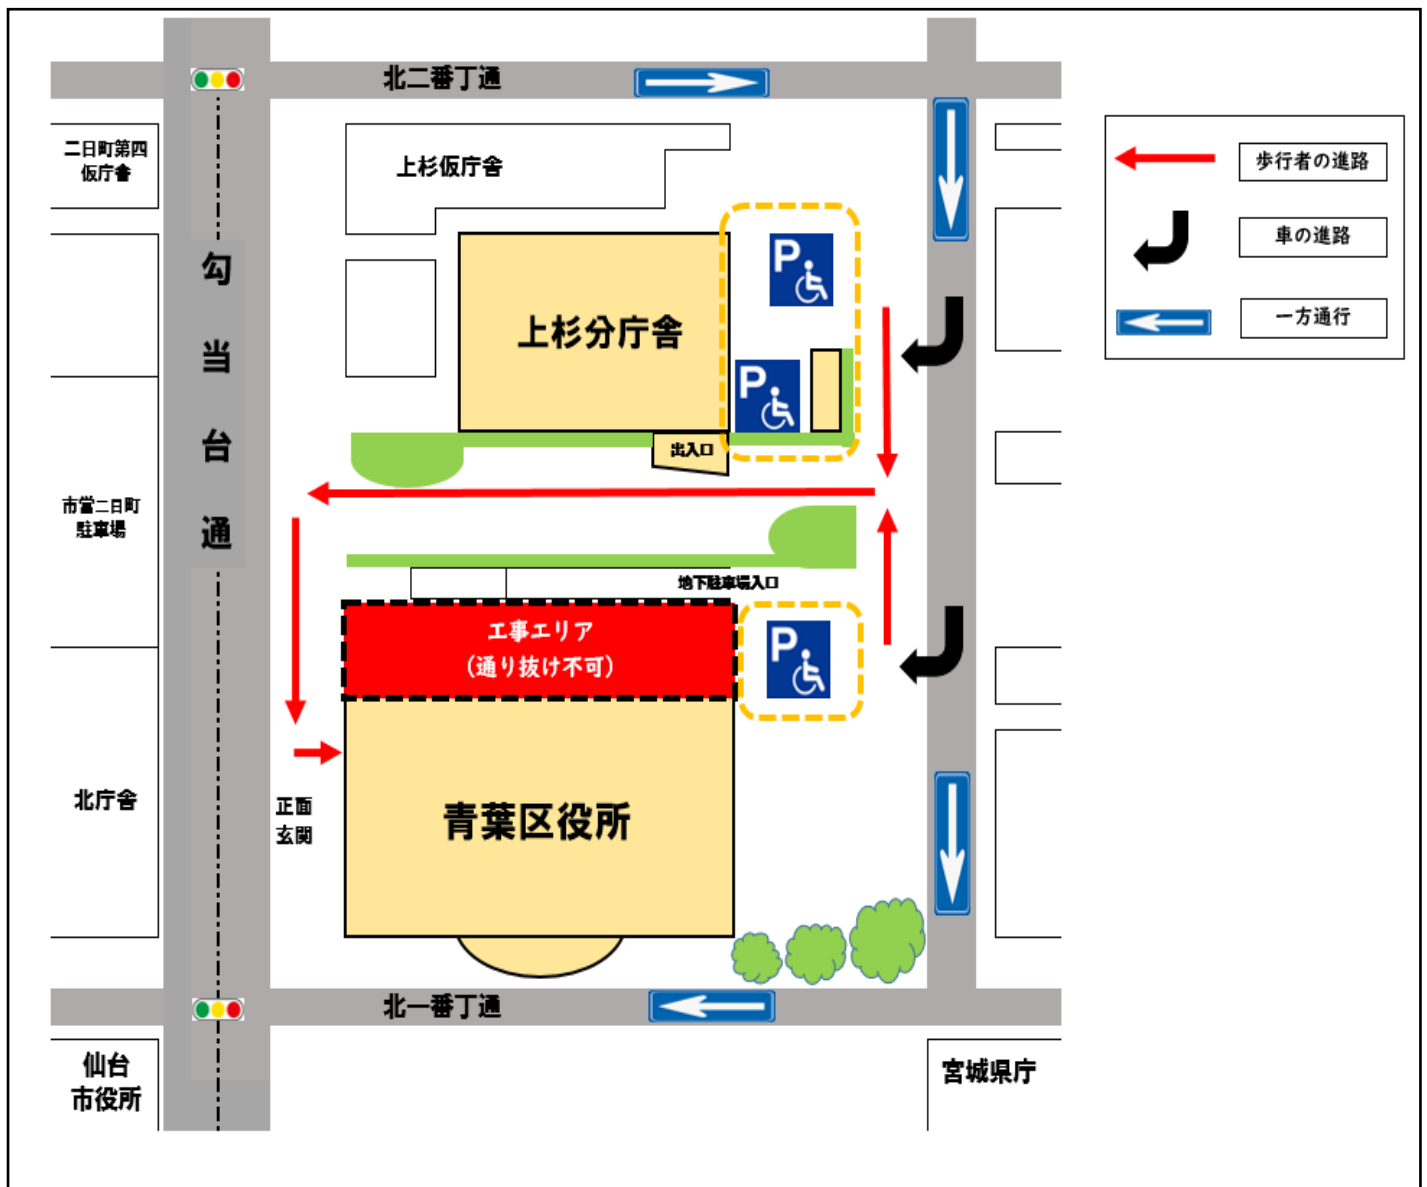 北二番丁通
二日町第四
仮庁舎
上杉仮庁舎
歩行者の進路
車の進路
一方通行
勾当台通
P
上杉分庁舎
P
出入口
市営二日町
駐車場
地下駐車場入口
工事エリア
(通り抜け不可)
P
北庁舎
正面
玄関
青葉区役所
北一番丁通
仙台
市役所
宮城県庁